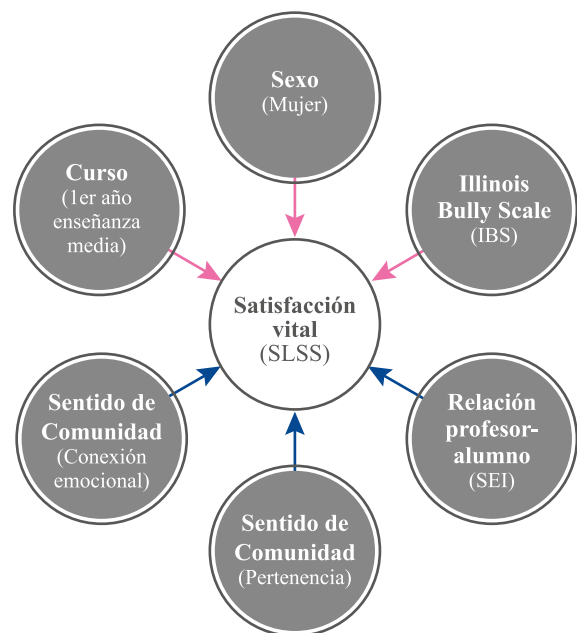 Sexo
(Mujer)
Curso
(1er año
enseñanza
media)
Illinois
Bully Scale
(IBS)
Satisfacción
vital
(SLSS)
Sentido de
Comunidad
(Conexión
emocional)
Relación
profesor-
alumno
(SEI)
Sentido de
Comunidad
(Pertenencia)